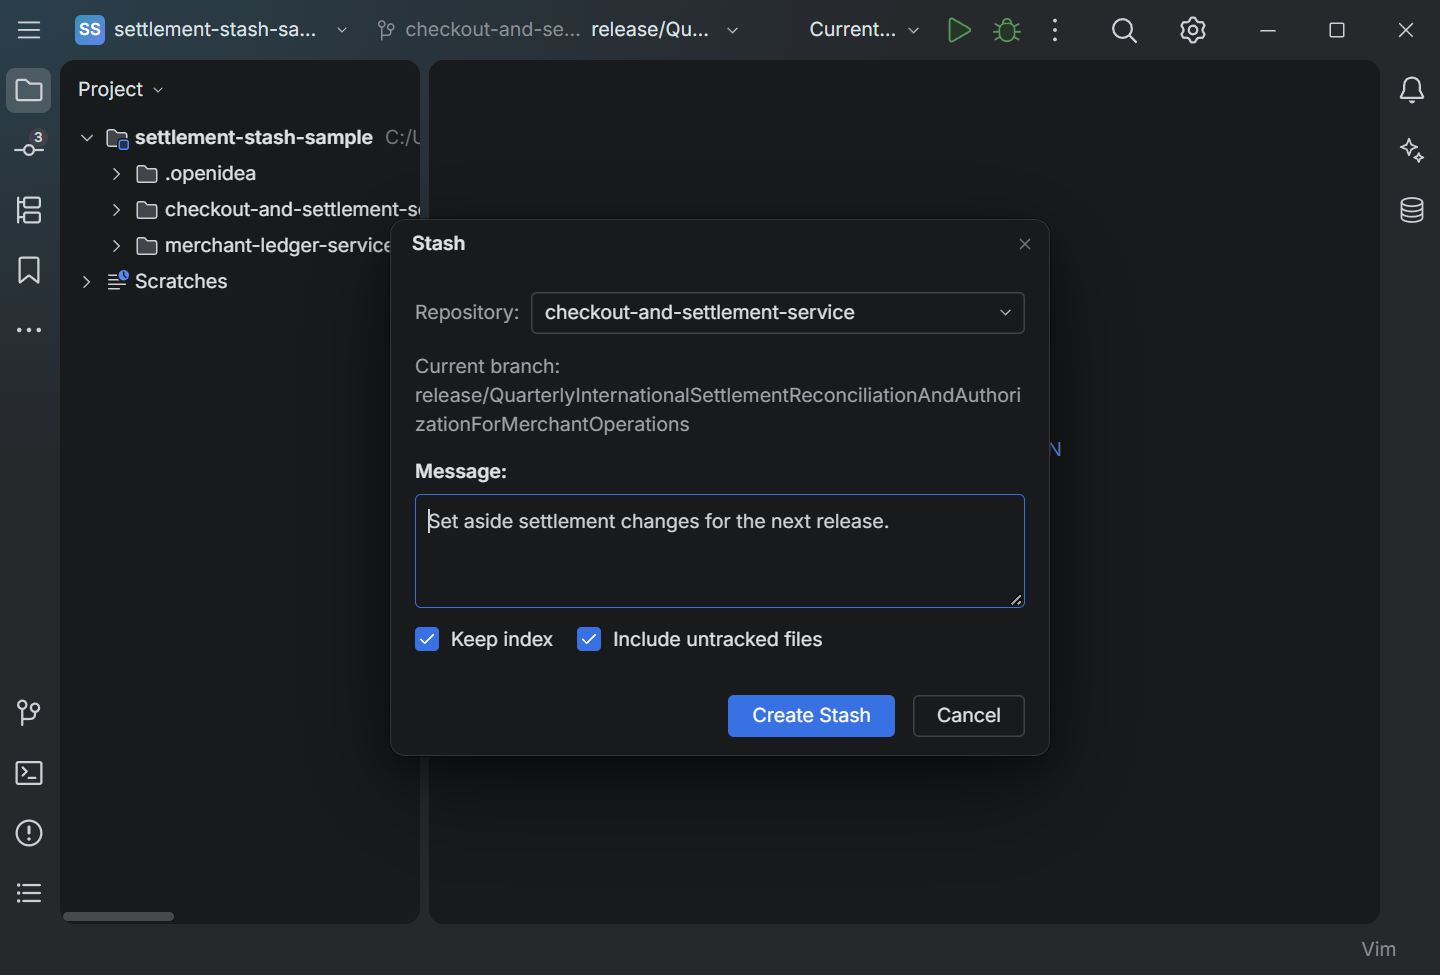 SS settlement-stash-sa... checkout-and-se... release/Qu... Current...
Project
3
settlement-stash-sample C:/U
.openidea
checkout-and-settlement-s
merchant-ledger-service
Scratches
Stash
Repository: checkout-and-settlement-service
Current branch:
release/QuarterlyInternationalSettlementReconciliationAndAuthori
zationForMerchantOperations
N
Message:
Set aside settlement changes for the next release.
Keep index Include untracked files
Create Stash Cancel
Vim